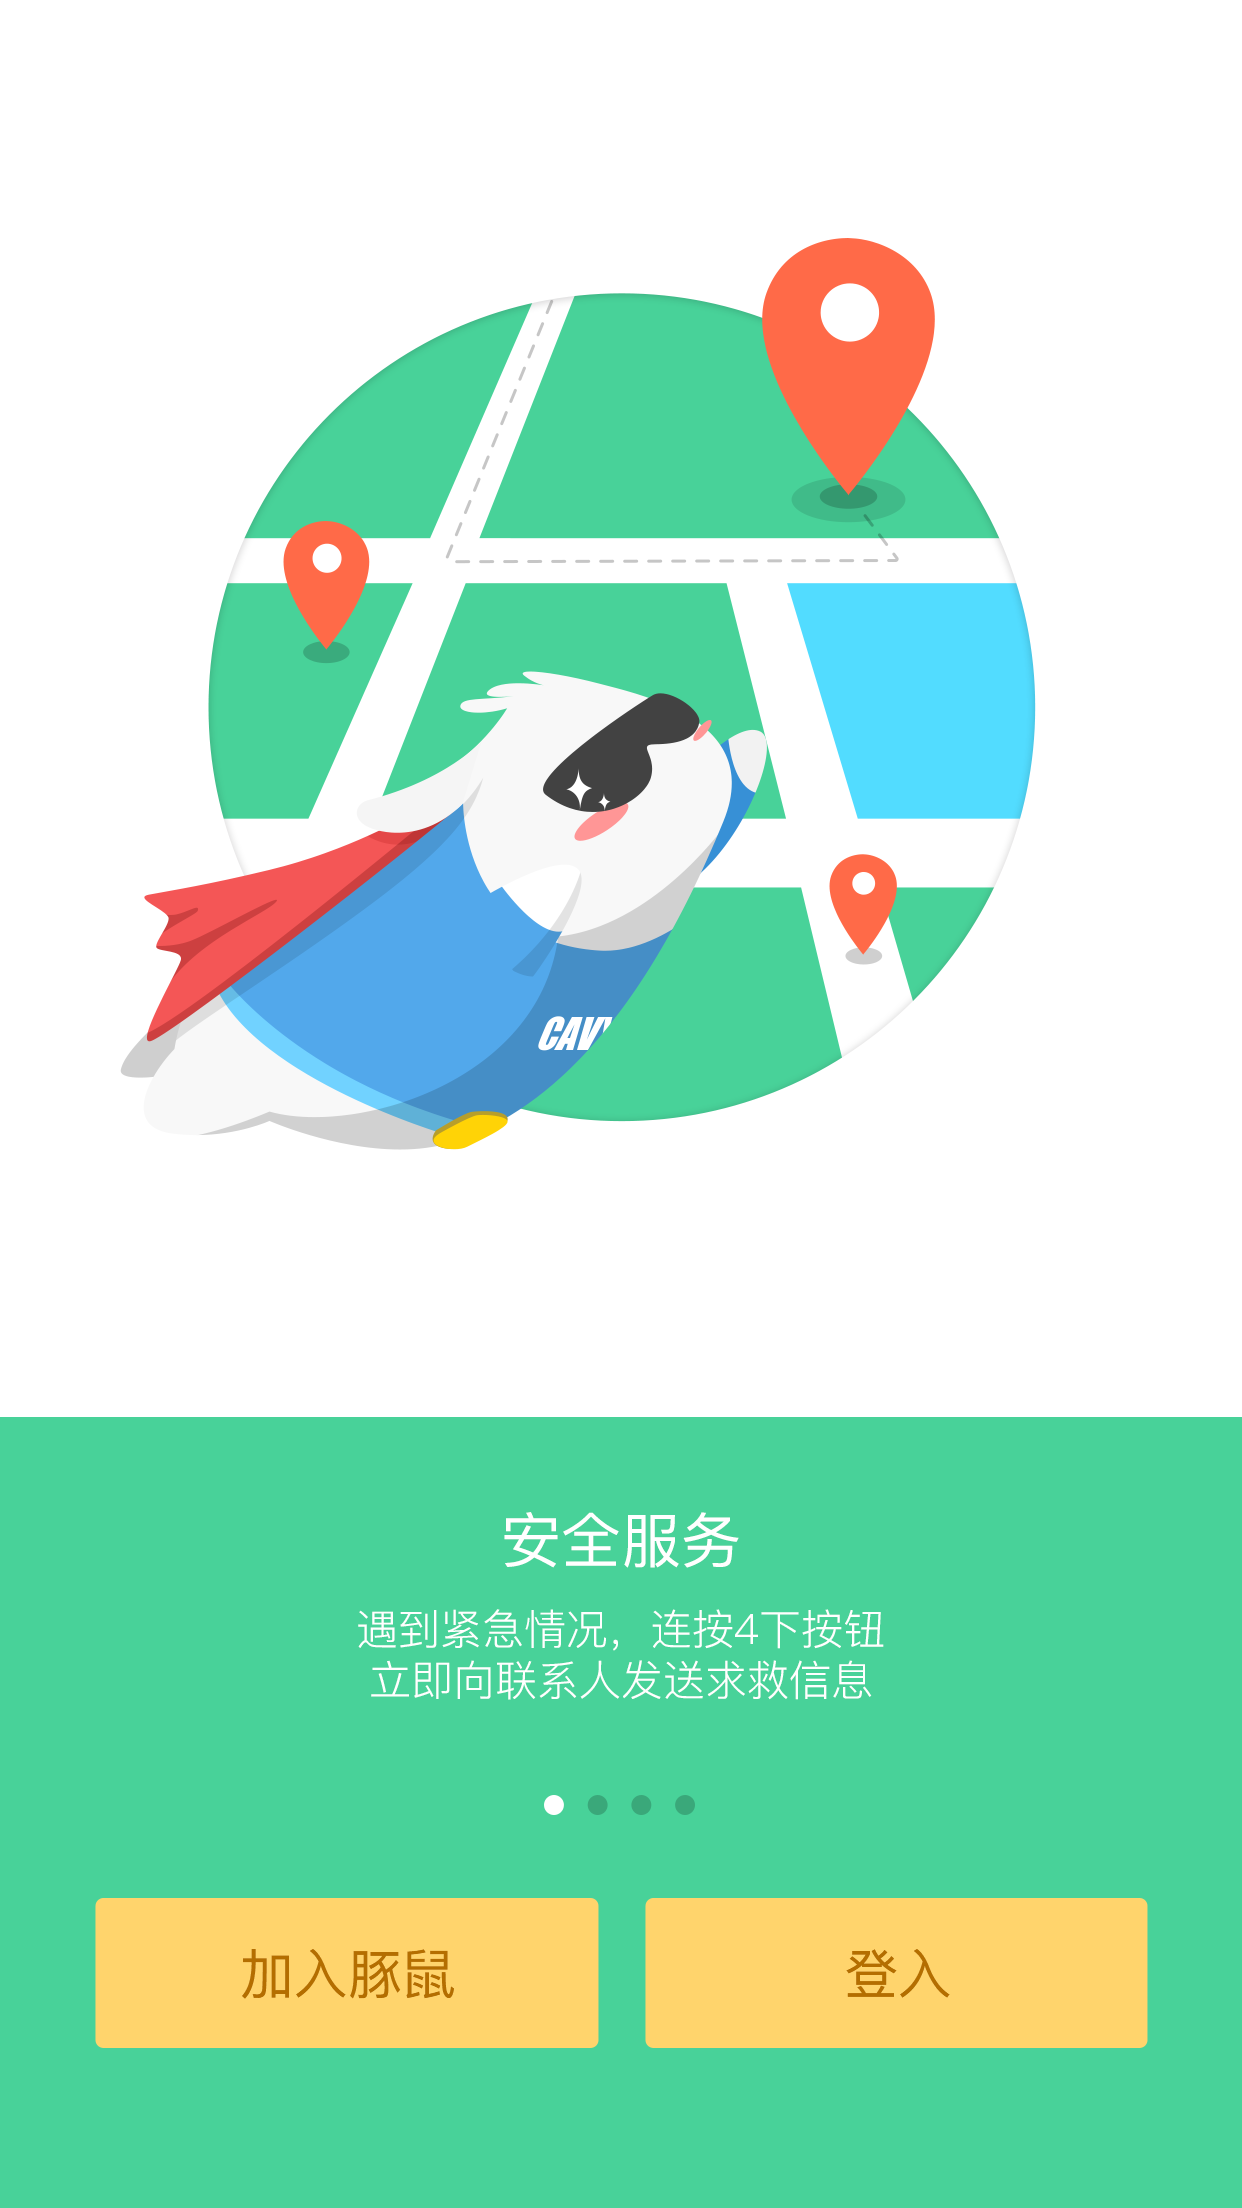 CAV
安全服务
遇到紧急情况，连按4下按钮
立即向联系人发送求救信息
加入豚鼠
登入